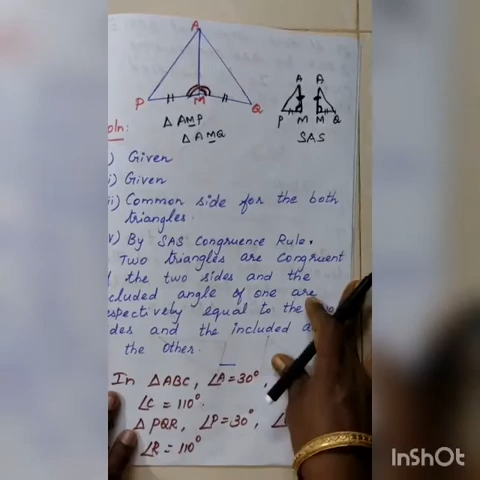 A
P
M
Q
A
A
P
M
M
Q
Δ AMP
Δ AMQ
SAS
oln:
) Given
i) Given
ii) Common side for the both
triangles.
v) By SAS Congruence Rule.
Two triangles are congruent
the two sides and the
cluded angle of one are
spectively equal to the
des and the included
the other.
In ΔABC, ∠A = 30°,
∠C = 110°.
ΔPQR, ∠P = 30°, ∠
∠R = 110°
InShOt